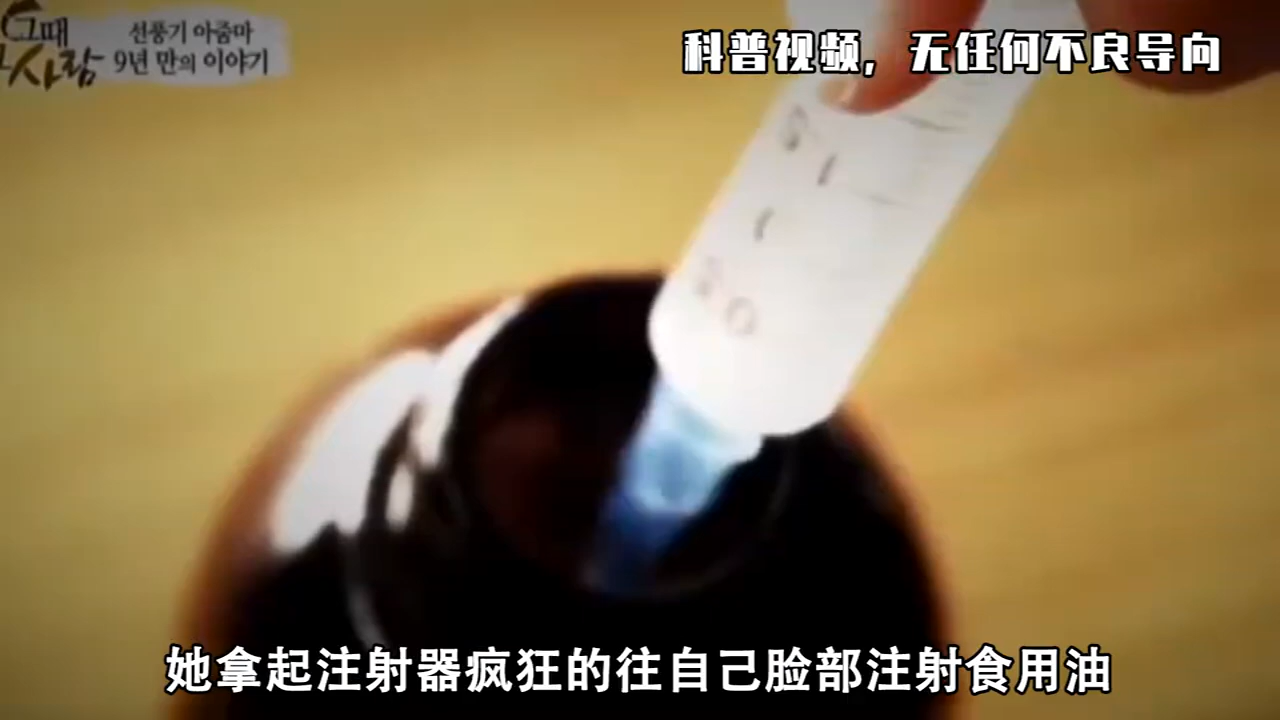 그때
그 사람
선풍기 아줌마
9년 만의 이야기
科普视频，无任何不良导向
她拿起注射器疯狂的往自己脸部注射食用油